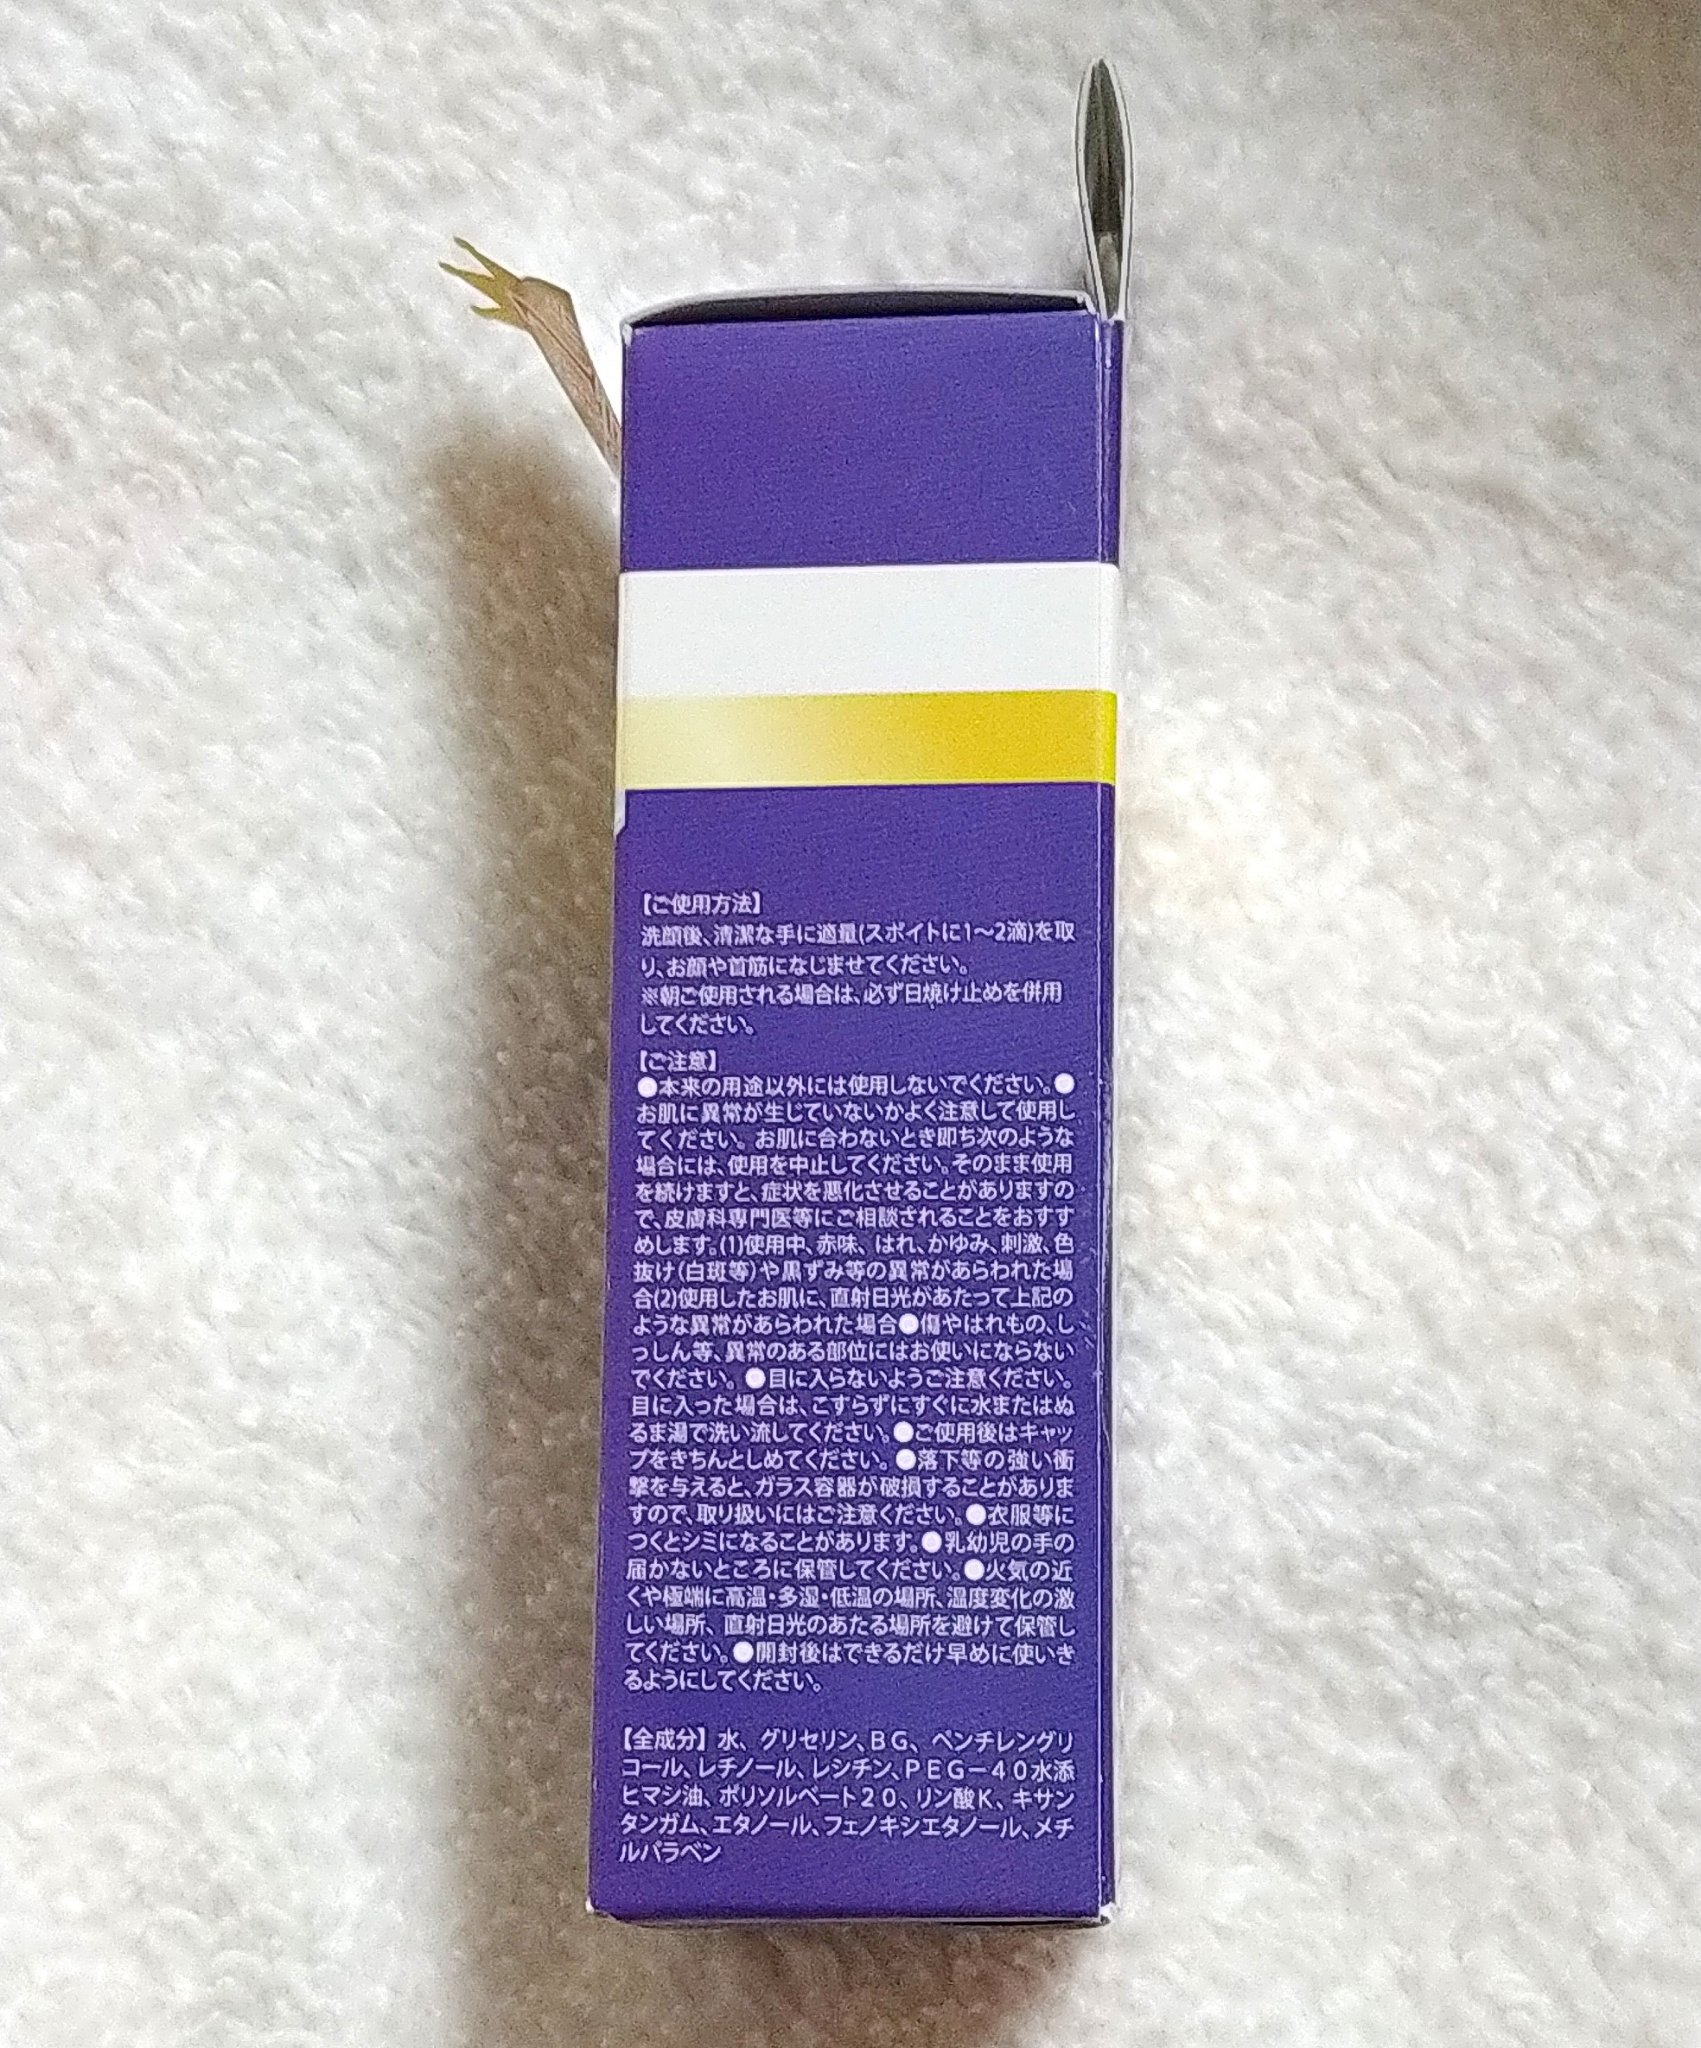 【ご使用方法】
洗顔後、清潔な手に適量(スポイトに1～2滴)を取
り、お顔や首筋になじませてください。
※朝ご使用される場合は、必ず日焼け止めを併用
してください。
【ご注意】
●本来の用途以外には使用しないでください。●
お肌に異常が生じていないかよく注意して使用し
てください。お肌に合わないとき即ち次のような
場合には、使用を中止してください。そのまま使用
を続けますと、症状を悪化させることがありますの
で、皮膚科専門医等にご相談されることをおすす
めします。(1)使用中、赤味、はれ、かゆみ、刺激、色
抜け(白斑等)や黒ずみ等の異常があらわれた場
合(2)使用したお肌に、直射日光があたって上記の
ような異常があらわれた場合●傷やはれもの、し
っしん等、異常のある部位にはお使いにならない
でください。●目に入らないようご注意ください。
目に入った場合は、こすらずにすぐに水またはぬ
るま湯で洗い流してください。●ご使用後はキャッ
プをきちんとしめてください。●落下等の強い衝
撃を与えると、ガラス容器が破損することがありま
すので、取り扱いにはご注意ください。●衣服等に
つくとシミになることがあります。●乳幼児の手の
届かないところに保管してください。●火気の近
くや極端に高温・多湿・低温の場所、温度変化の激
しい場所、直射日光のあたる場所を避けて保管し
てください。●開封後はできるだけ早めに使いき
るようにしてください。
【全成分】水、グリセリン、BG、ペンチレングリ
コール、レチノール、レシチン、PEG－40水添
ヒマシ油、ポリソルベート20、リン酸K、キサン
タンガム、エタノール、フェノキシエタノール、メチ
ルパラベン